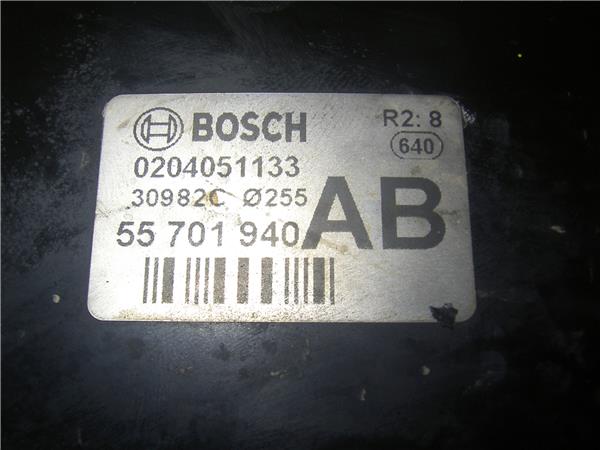 BOSCH R2: 8
640
0204051133
30982C Ø255
55 701 940 AB